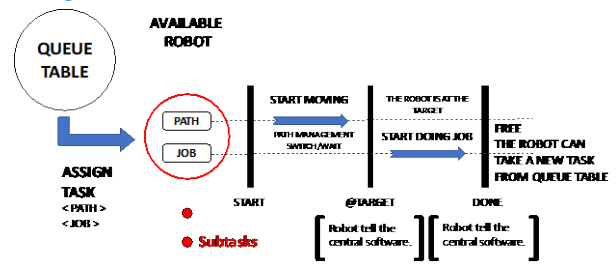 QUEUE
TABLE
AVAILABLE
ROBOT
ASSIGN
TASK
<PATH>
<JOB>
PATH
JOB
Subtasks
START MOVING
PATH MANAGEMENT
SWITCH/WAIT
THE ROBOT IS AT THE
TARGET
START DOING JOB
FREE
THE ROBOT CAN
TAKE A NEW TASK
FROM QUEUE TABLE
START
@TARGET
DONE
Robot tell the
central software.
Robot tell the
central software.